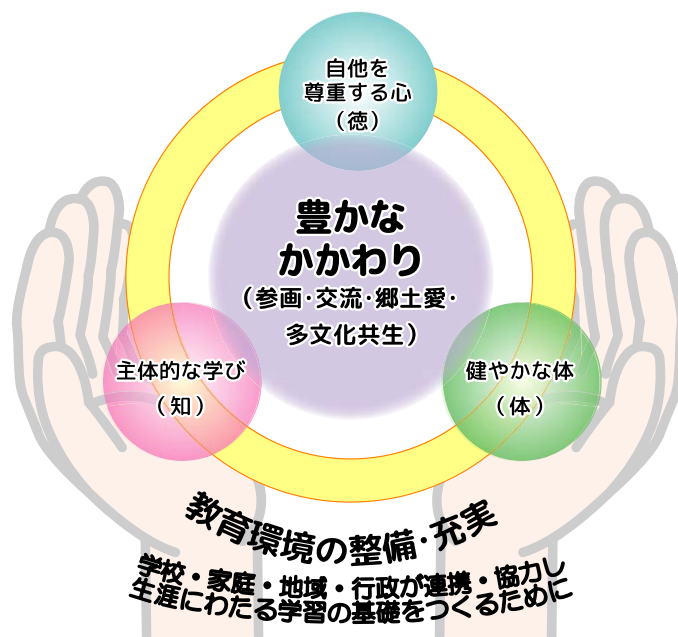 自他を
尊重する心
（徳）
豊かな
かかわり
（参画･交流･郷土愛･
多文化共生）
主体的な学び
（知）
健やかな体
（体）
教育環境の整備･充実
学校・家庭・地域・行政が連携・協力し
生涯にわたる学習の基礎をつくるために